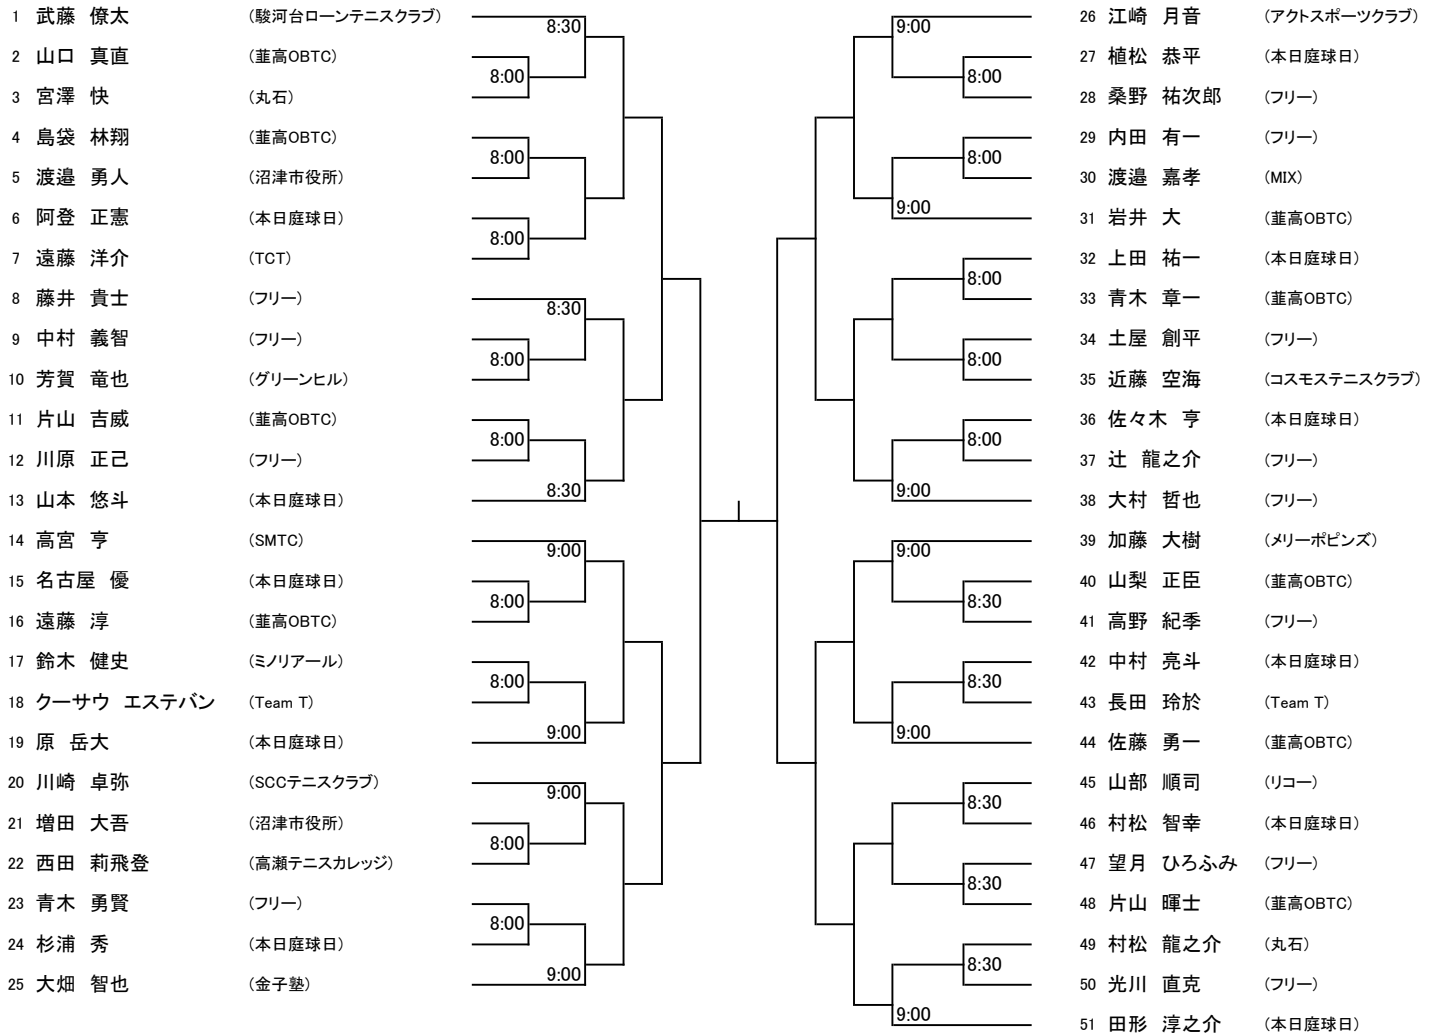 1 武藤 僚太 (駿河台ローンテニスクラブ)
8:30
2 山口 真直 (韮高OBTC)
8:00
3 宮澤 快 (丸石)
4 島袋 林翔 (韮高OBTC)
8:00
5 渡邉 勇人 (沼津市役所)
6 阿登 正憲 (本日庭球日)
8:00
7 遠藤 洋介 (TCT)
8 藤井 貴士 (フリー)
8:30
9 中村 義智 (フリー)
8:00
10 芳賀 竜也 (グリーンヒル)
11 片山 吉威 (韮高OBTC)
8:00
12 川原 正己 (フリー)
8:30
13 山本 悠斗 (本日庭球日)
14 高宮 亨 (SMTC)
9:00
15 名古屋 優 (本日庭球日)
8:00
16 遠藤 淳 (韮高OBTC)
17 鈴木 健史 (ミノリアール)
8:00
18 クーサウ エステバン (Team T)
9:00
19 原 岳大 (本日庭球日)
20 川崎 卓弥 (SCCテニスクラブ)
9:00
21 増田 大吾 (沼津市役所)
8:00
22 西田 莉飛登 (高瀬テニスカレッジ)
23 青木 勇賢 (フリー)
8:00
24 杉浦 秀 (本日庭球日)
9:00
25 大畑 智也 (金子塾)
26 江崎 月音 (アクトスポーツクラブ)
9:00
27 植松 恭平 (本日庭球日)
8:00
28 桑野 祐次郎 (フリー)
29 内田 有一 (フリー)
8:00
30 渡邉 嘉孝 (MIX)
9:00
31 岩井 大 (韮高OBTC)
32 上田 祐一 (本日庭球日)
8:00
33 青木 章一 (韮高OBTC)
34 土屋 創平 (フリー)
8:00
35 近藤 空海 (コスモステニスクラブ)
36 佐々木 亨 (本日庭球日)
8:00
37 辻 龍之介 (フリー)
9:00
38 大村 哲也 (フリー)
39 加藤 大樹 (メリーポピンズ)
9:00
40 山梨 正臣 (韮高OBTC)
8:30
41 高野 紀季 (フリー)
42 中村 亮斗 (本日庭球日)
8:30
43 長田 玲於 (Team T)
9:00
44 佐藤 勇一 (韮高OBTC)
45 山部 順司 (リコー)
8:30
46 村松 智幸 (本日庭球日)
47 望月 ひろふみ (フリー)
8:30
48 片山 暉士 (韮高OBTC)
49 村松 龍之介 (丸石)
8:30
50 光川 直克 (フリー)
9:00
51 田形 淳之介 (本日庭球日)